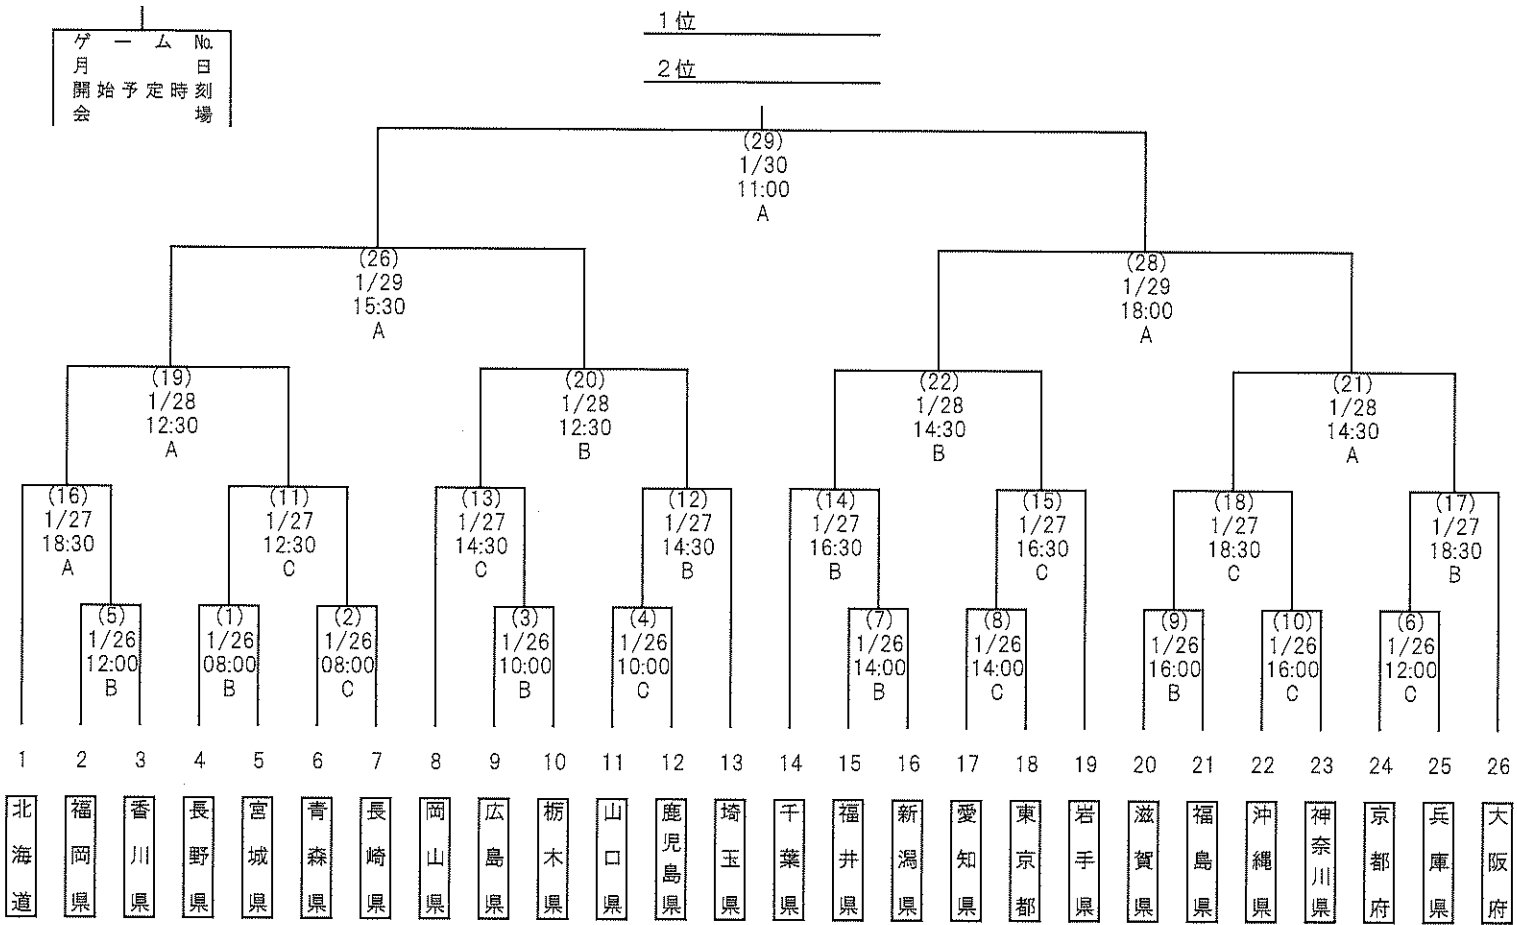 ゲームNo.
月日
開始予定時刻
会場
1位
2位
(29)
1/30
11:00
A
(26)
1/29
15:30
A
(28)
1/29
18:00
A
(19)
1/28
12:30
A
(20)
1/28
12:30
B
(22)
1/28
14:30
B
(21)
1/28
14:30
A
(16)
1/27
18:30
A
(11)
1/27
12:30
C
(13)
1/27
14:30
C
(12)
1/27
14:30
B
(14)
1/27
16:30
B
(15)
1/27
16:30
C
(18)
1/27
18:30
C
(17)
1/27
18:30
B
(5)
1/26
12:00
B
(1)
1/26
08:00
B
(2)
1/26
08:00
C
(3)
1/26
10:00
B
(4)
1/26
10:00
C
(7)
1/26
14:00
B
(8)
1/26
14:00
C
(9)
1/26
16:00
B
(10)
1/26
16:00
C
(6)
1/26
12:00
C
1 2 3 4 5 6 7 8 9 10 11 12 13 14 15 16 17 18 19 20 21 22 23 24 25 26
北海道
福岡県
香川県
長野県
宮城県
青森県
長崎県
岡山県
広島県
栃木県
山口県
鹿児島県
埼玉県
千葉県
福井県
新潟県
愛知県
東京都
岩手県
滋賀県
福島県
沖縄県
神奈川県
京都府
兵庫県
大阪府